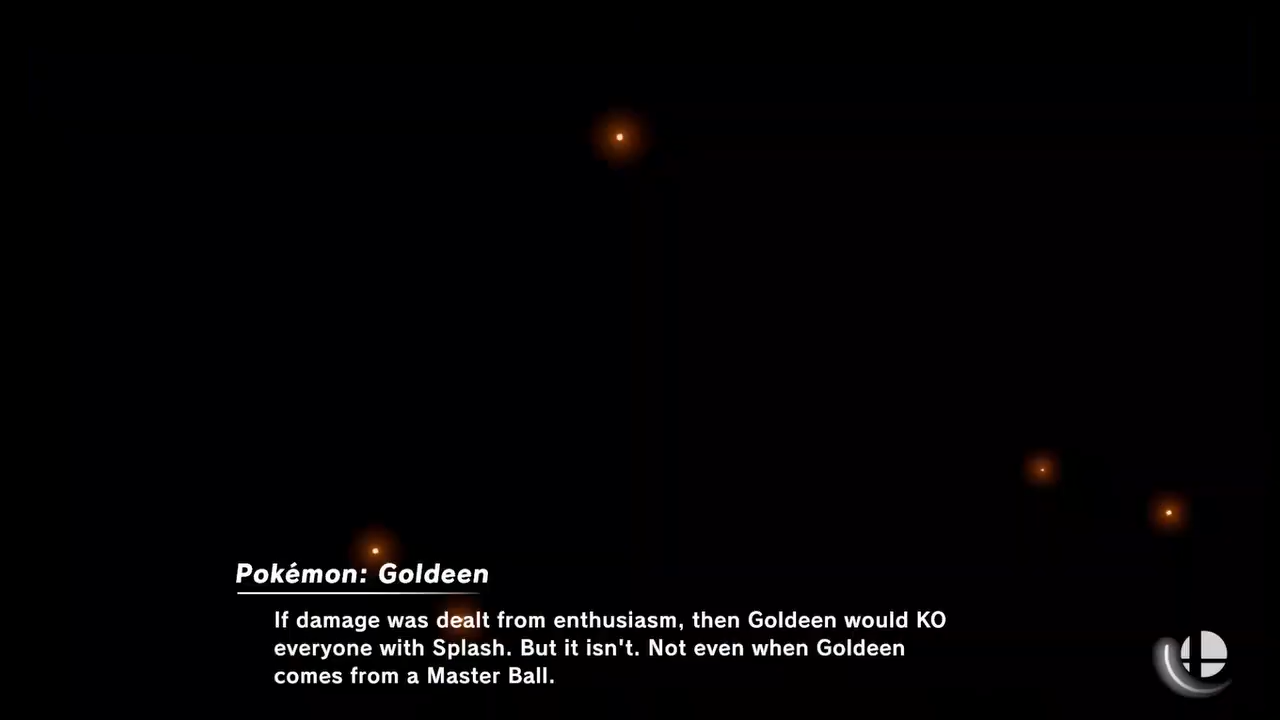 Pokémon: Goldeen
If damage was dealt from enthusiasm, then Goldeen would KO
everyone with Splash. But it isn't. Not even when Goldeen
comes from a Master Ball.